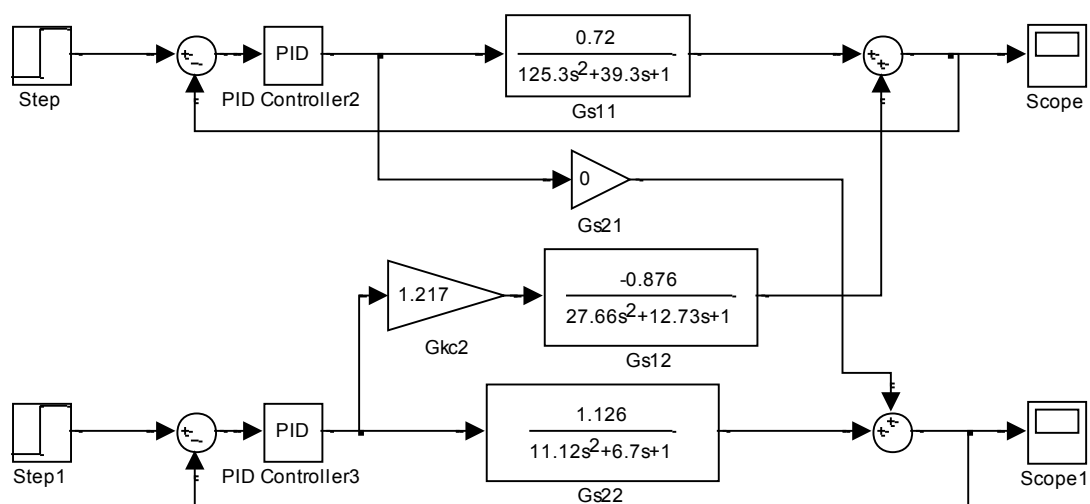 Step
PID
PID Controller2
0.72
125.3s²+39.3s+1
Gs11
Scope
0
Gs21
1.217
Gkc2
-0.876
27.66s²+12.73s+1
Gs12
Step1
PID
PID Controller3
1.126
11.12s²+6.7s+1
Gs22
Scope1